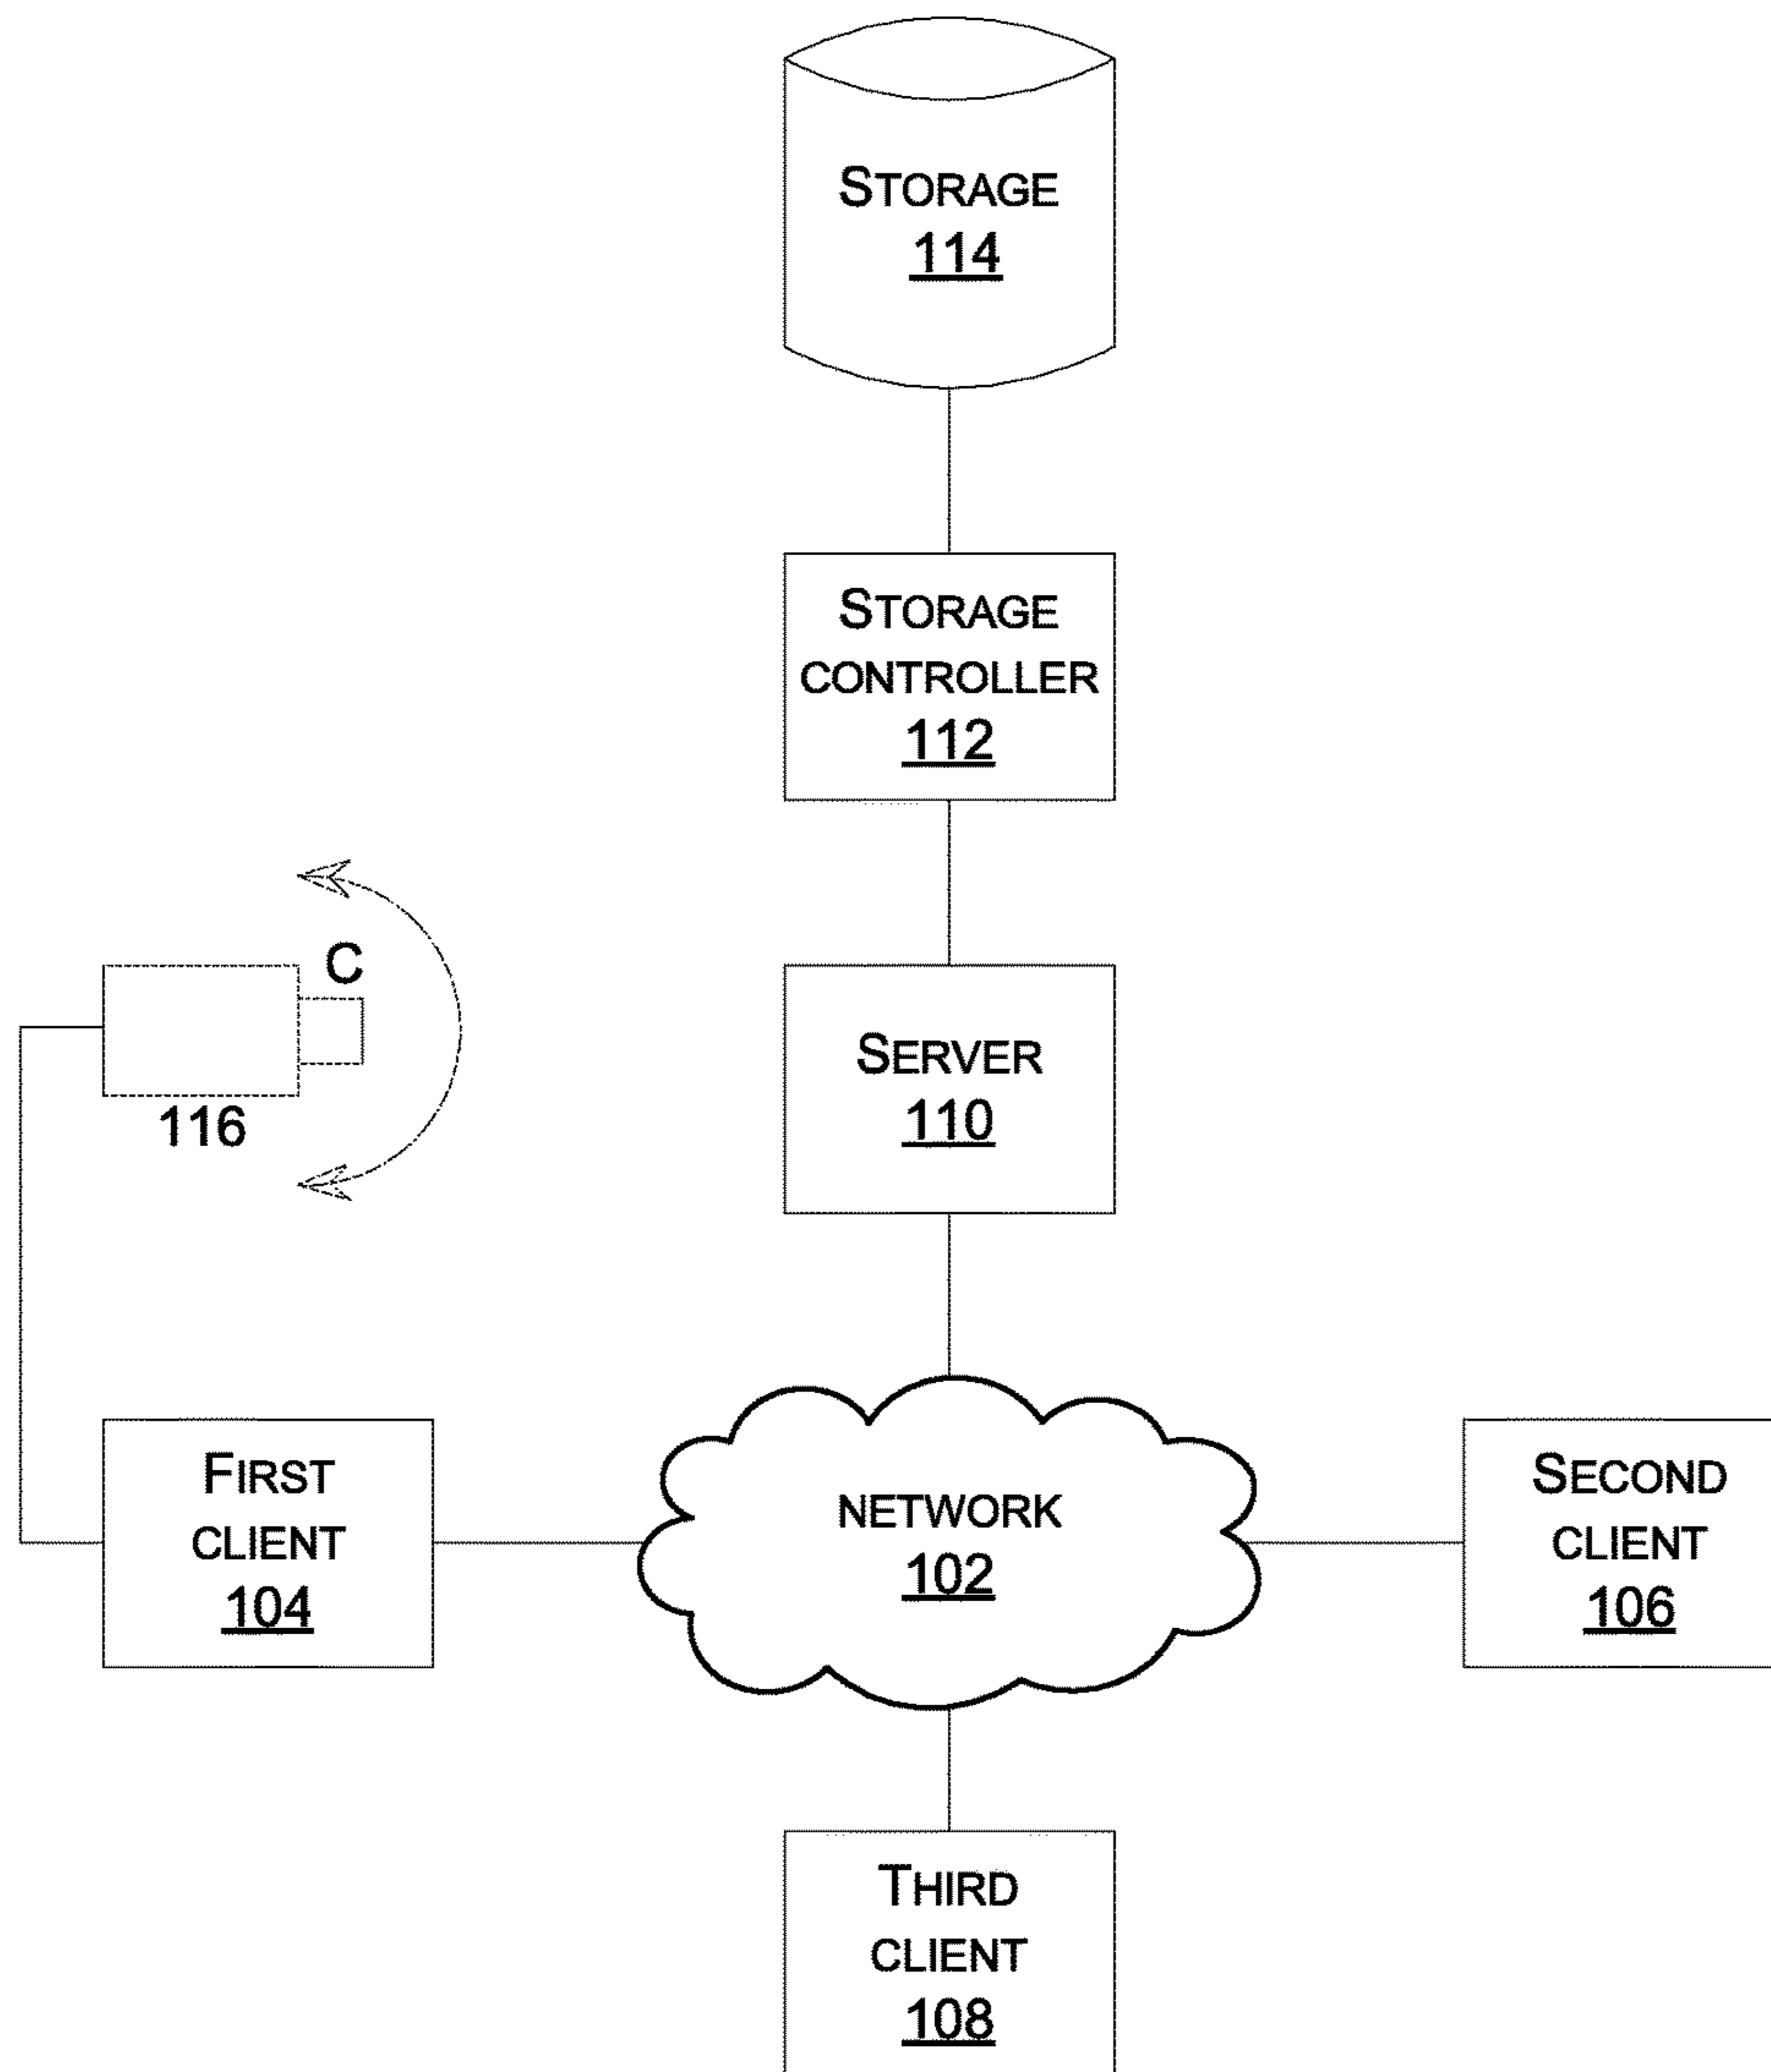 STORAGE
114
STORAGE
CONTROLLER
112
C
116
SERVER
110
FIRST
CLIENT
104
NETWORK
102
SECOND
CLIENT
106
THIRD
CLIENT
108